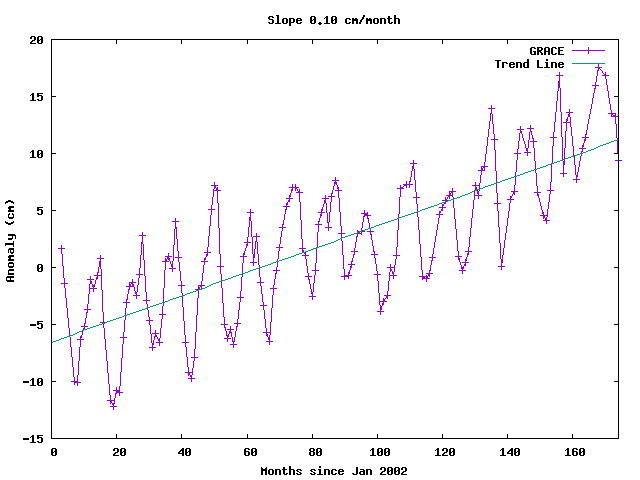 Slope 0.10 cm/month
GRACE
Trend Line
20
15
10
5
0
-5
-10
-15
Anomaly (cm)
0 20 40 60 80 100 120 140 160
Months since Jan 2002